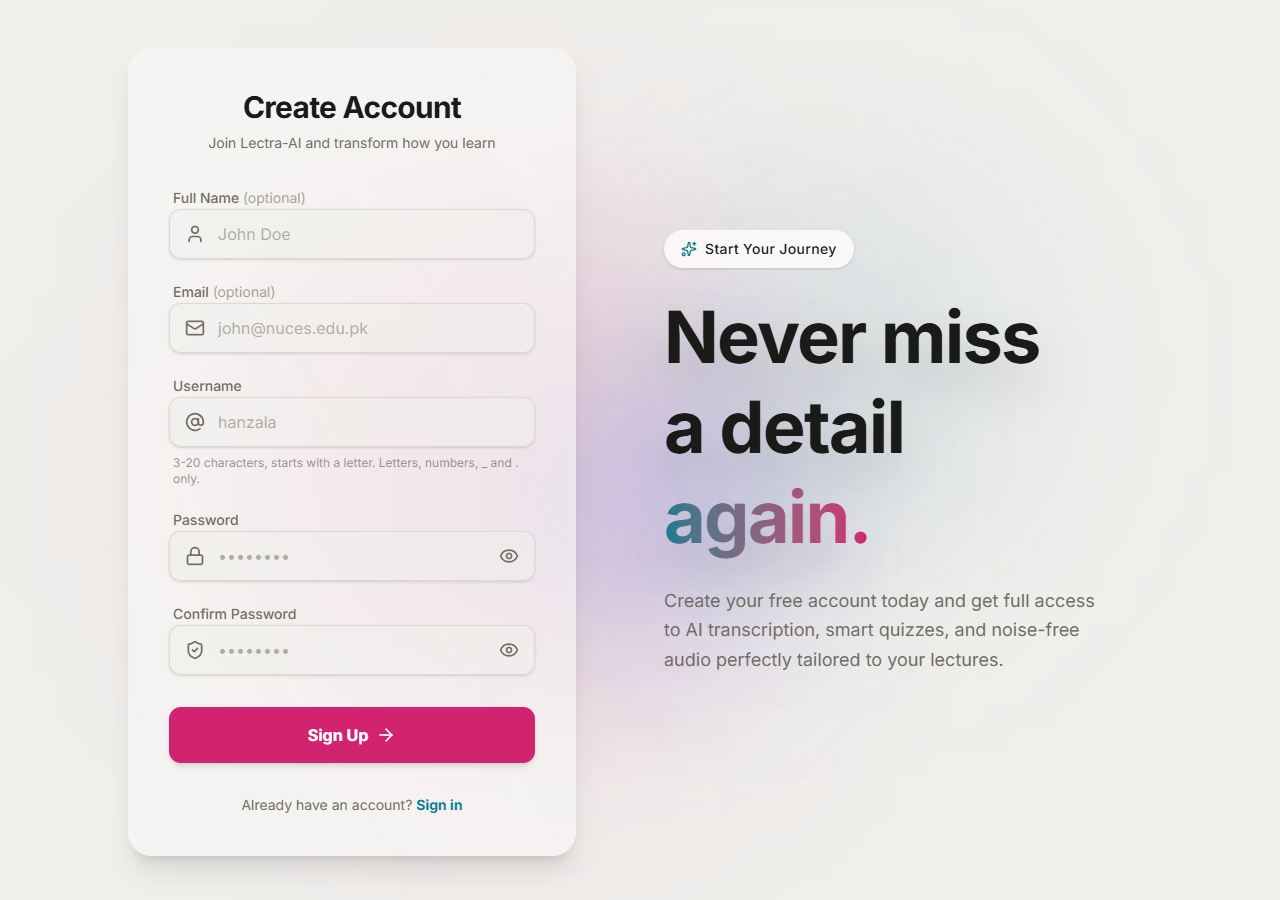 Create Account
Join Lectra-AI and transform how you learn
Full Name (optional)
John Doe
Email (optional)
john@nuces.edu.pk
Username
hanzala
3-20 characters, starts with a letter. Letters, numbers, _ and .
only.
Password
••••••••
Confirm Password
••••••••
Sign Up →
Already have an account? Sign in
Start Your Journey
Never miss
a detail
again.
Create your free account today and get full access
to AI transcription, smart quizzes, and noise-free
audio perfectly tailored to your lectures.